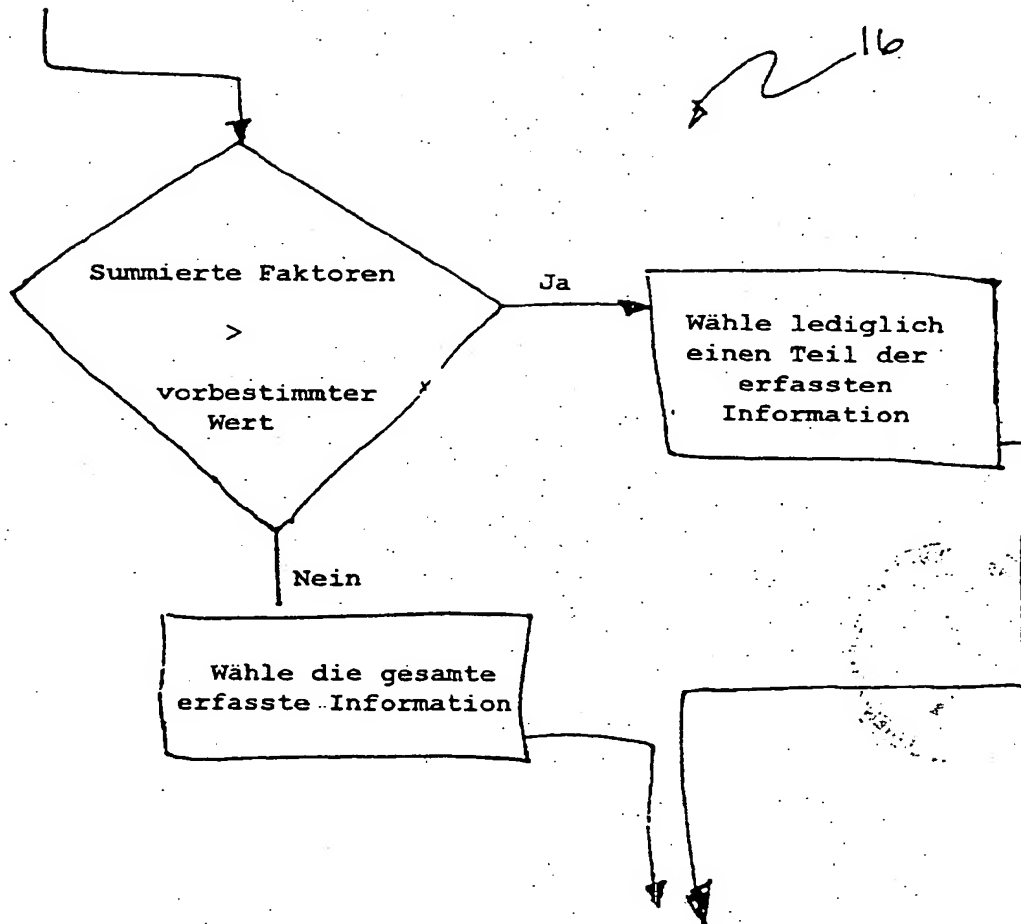 16
Summierte Faktoren
>
vorbestimmter
Wert
Ja
Wähle lediglich
einen Teil der
erfassten
Information
Nein
Wähle die gesamte
erfasste Information